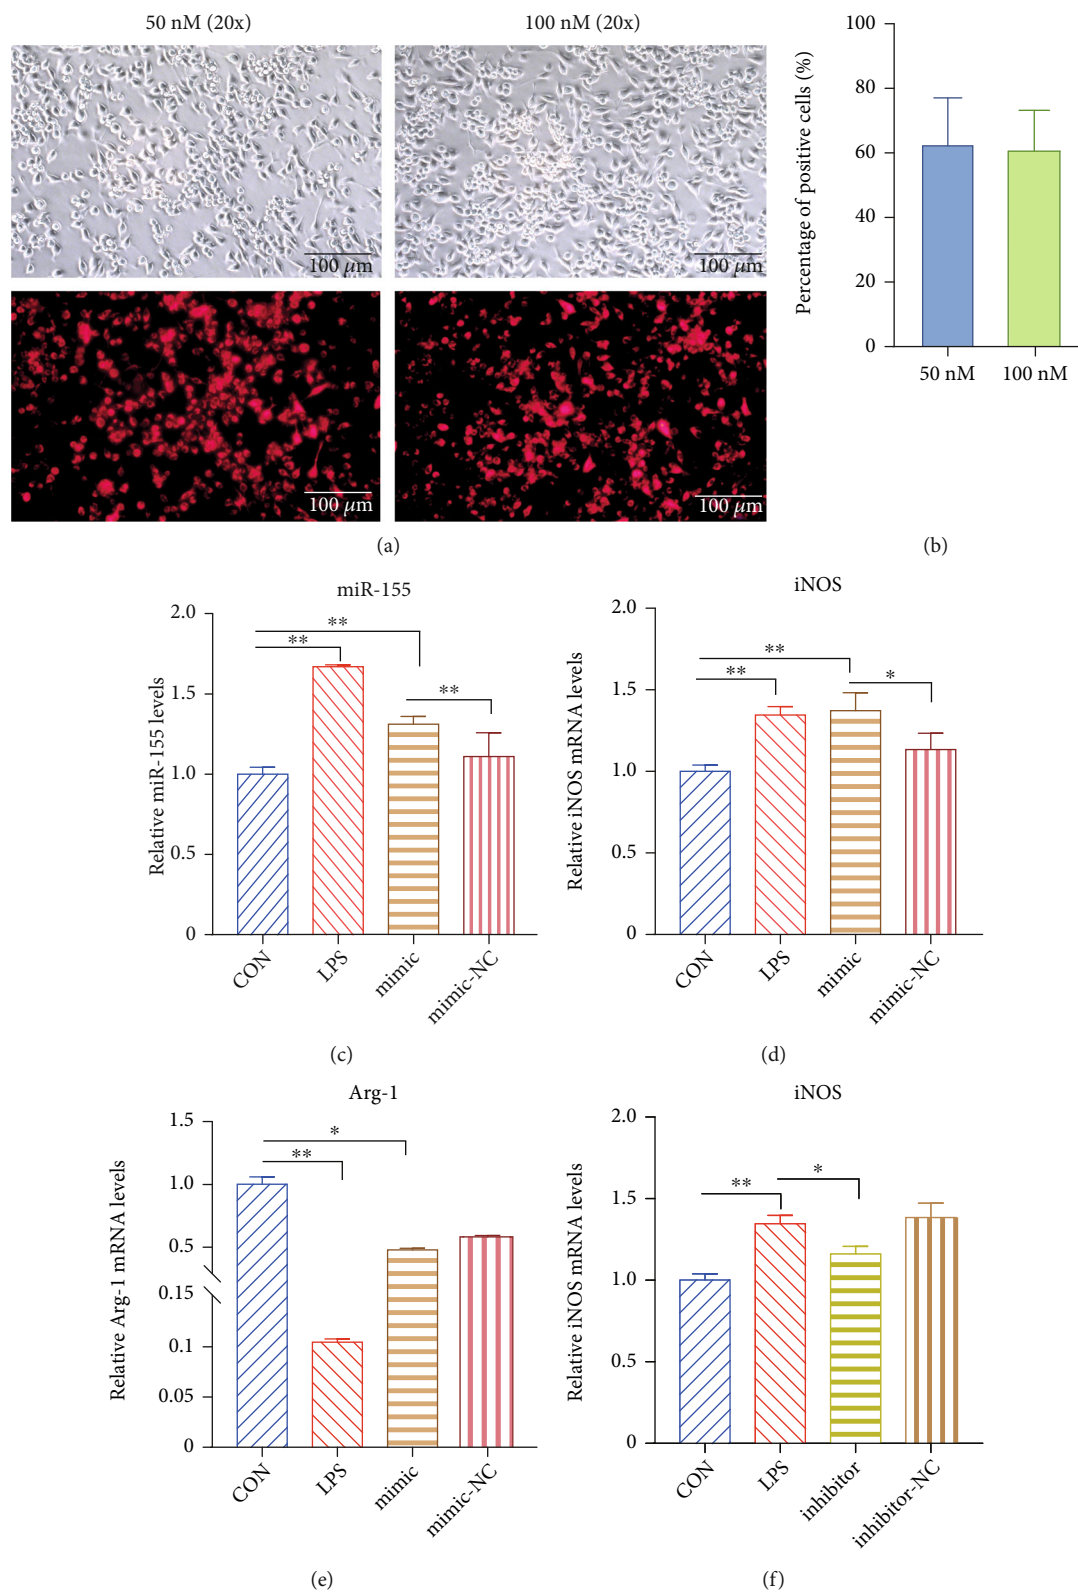 50 nM (20x)
100 nM (20x)
100 μm
100 μm
100 μm
100 μm
(a)
Percentage of positive cells (%)
100
80
60
40
20
0
50 nM
100 nM
(b)
miR-155
Relative miR-155 levels
2.0
1.5
1.0
0.5
0
**
**
**
CON
LPS
mimic
mimic-NC
(c)
iNOS
Relative iNOS mRNA levels
2.0
1.5
1.0
0.5
0
**
**
*
CON
LPS
mimic
mimic-NC
(d)
Arg-1
Relative Arg-1 mRNA levels
1.5
1.0
0.5
0.15
0.1
0.05
0
*
**
CON
LPS
mimic
mimic-NC
(e)
iNOS
Relative iNOS mRNA levels
2.0
1.5
1.0
0.5
0
**
*
CON
LPS
inhibitor
inhibitor-NC
(f)